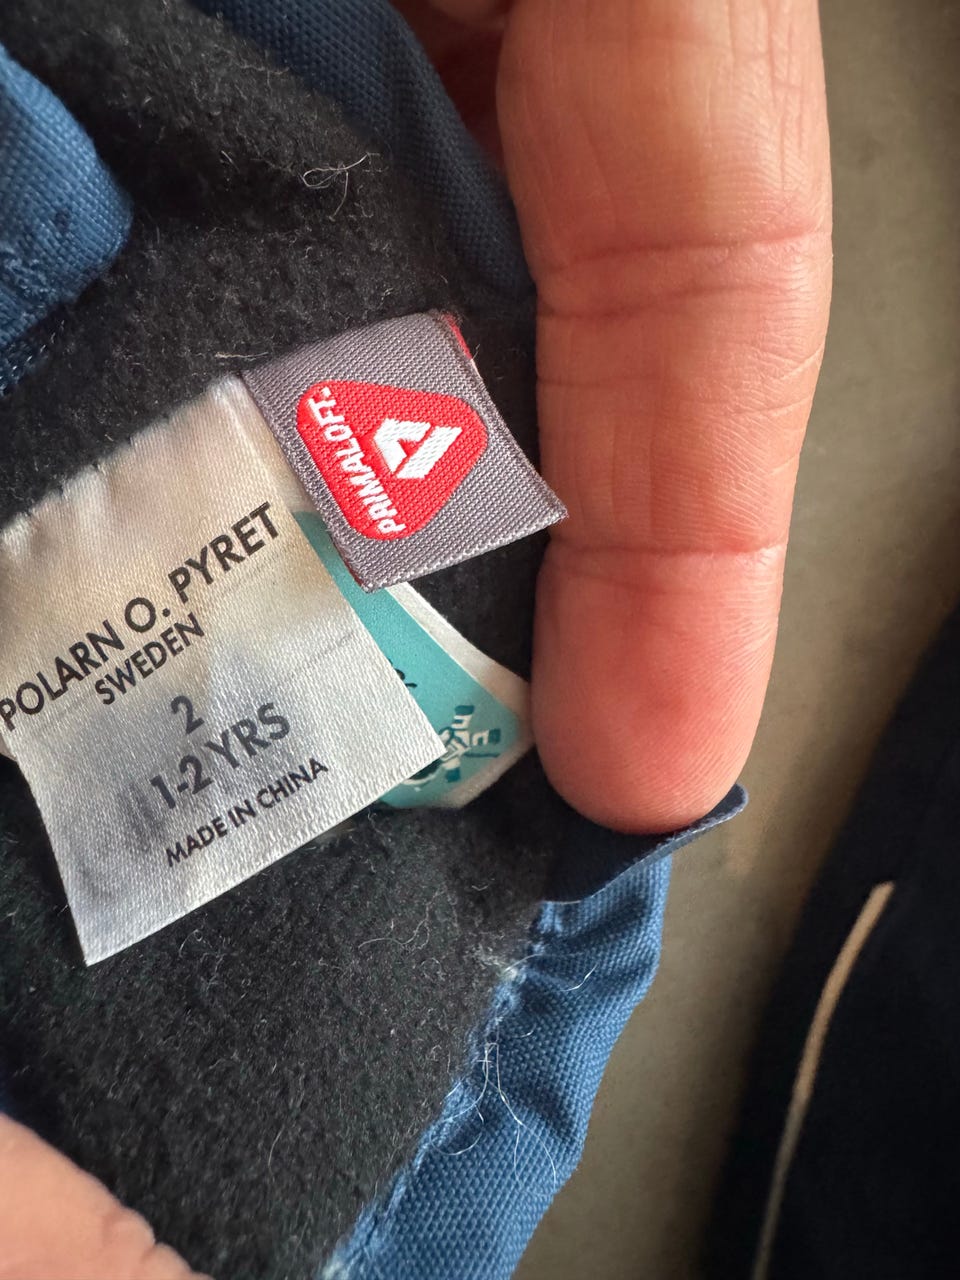 PRIMALOFT.
POLARN O. PYRET
SWEDEN
2
1-2 YRS
MADE IN CHINA